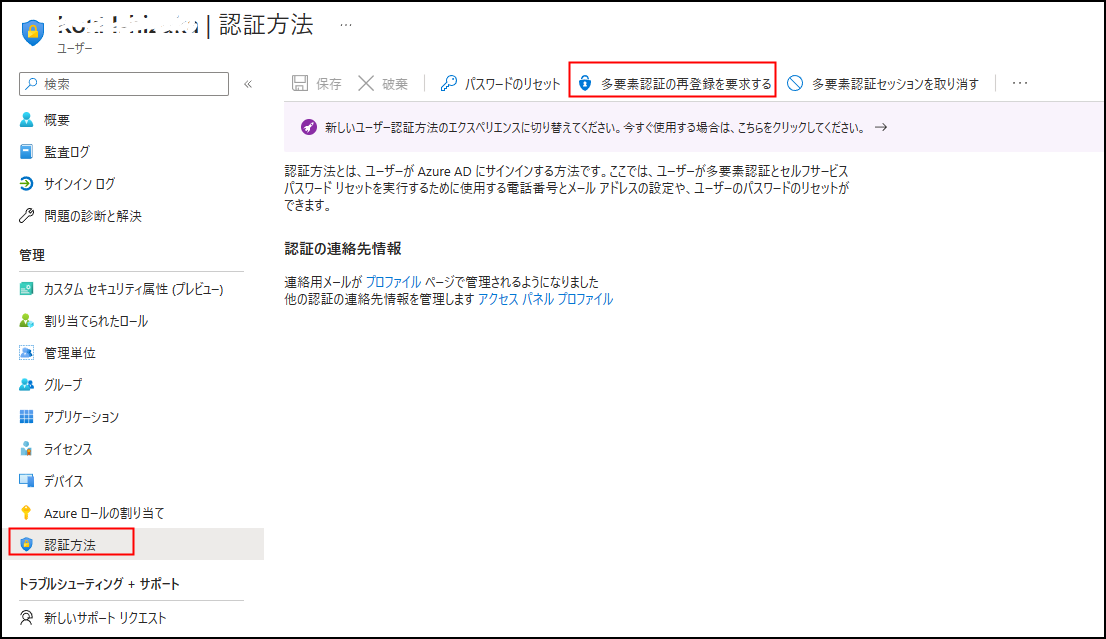 | 認証方法 …
ユーザー
検索 «
保存 破棄 パスワードのリセット 多要素認証の再登録を要求する 多要素認証セッションを取り消す …
新しいユーザー認証方法のエクスペリエンスに切り替えてください。今すぐ使用する場合は、こちらをクリックしてください。 →
概要
監査ログ
サインイン ログ
問題の診断と解決
管理
カスタム セキュリティ属性 (プレビュー)
割り当てられたロール
管理単位
グループ
アプリケーション
ライセンス
デバイス
Azure ロールの割り当て
認証方法
トラブルシューティング + サポート
新しいサポート リクエスト
認証方法とは、ユーザーが Azure AD にサインインする方法です。ここでは、ユーザーが多要素認証とセルフサービス
パスワード リセットを実行するために使用する電話番号とメール アドレスの設定や、ユーザーのパスワードのリセットが
できます。
認証の連絡先情報
連絡用メールが プロファイル ページで管理されるようになりました
他の認証の連絡先情報を管理します アクセス パネル プロファイル